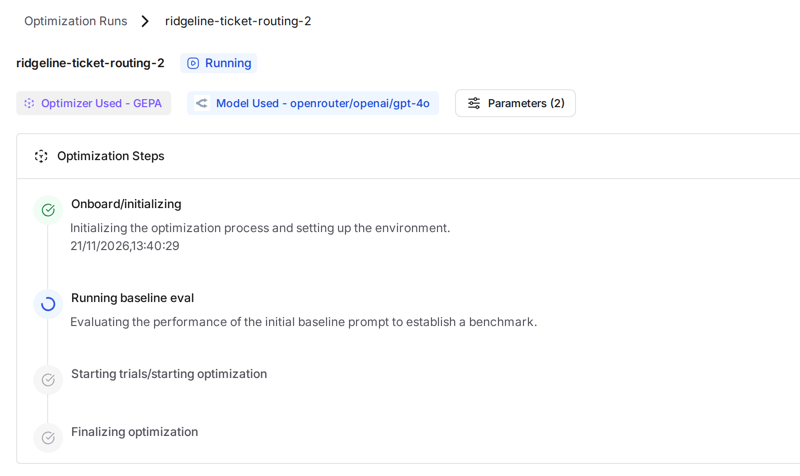 Optimization Runs > ridgeline-ticket-routing-2
ridgeline-ticket-routing-2 Running
Optimizer Used - GEPA Model Used - openrouter/openai/gpt-4o Parameters (2)
Optimization Steps
Onboard/initializing
Initializing the optimization process and setting up the environment.
21/11/2026,13:40:29
Running baseline eval
Evaluating the performance of the initial baseline prompt to establish a benchmark.
Starting trials/starting optimization
Finalizing optimization